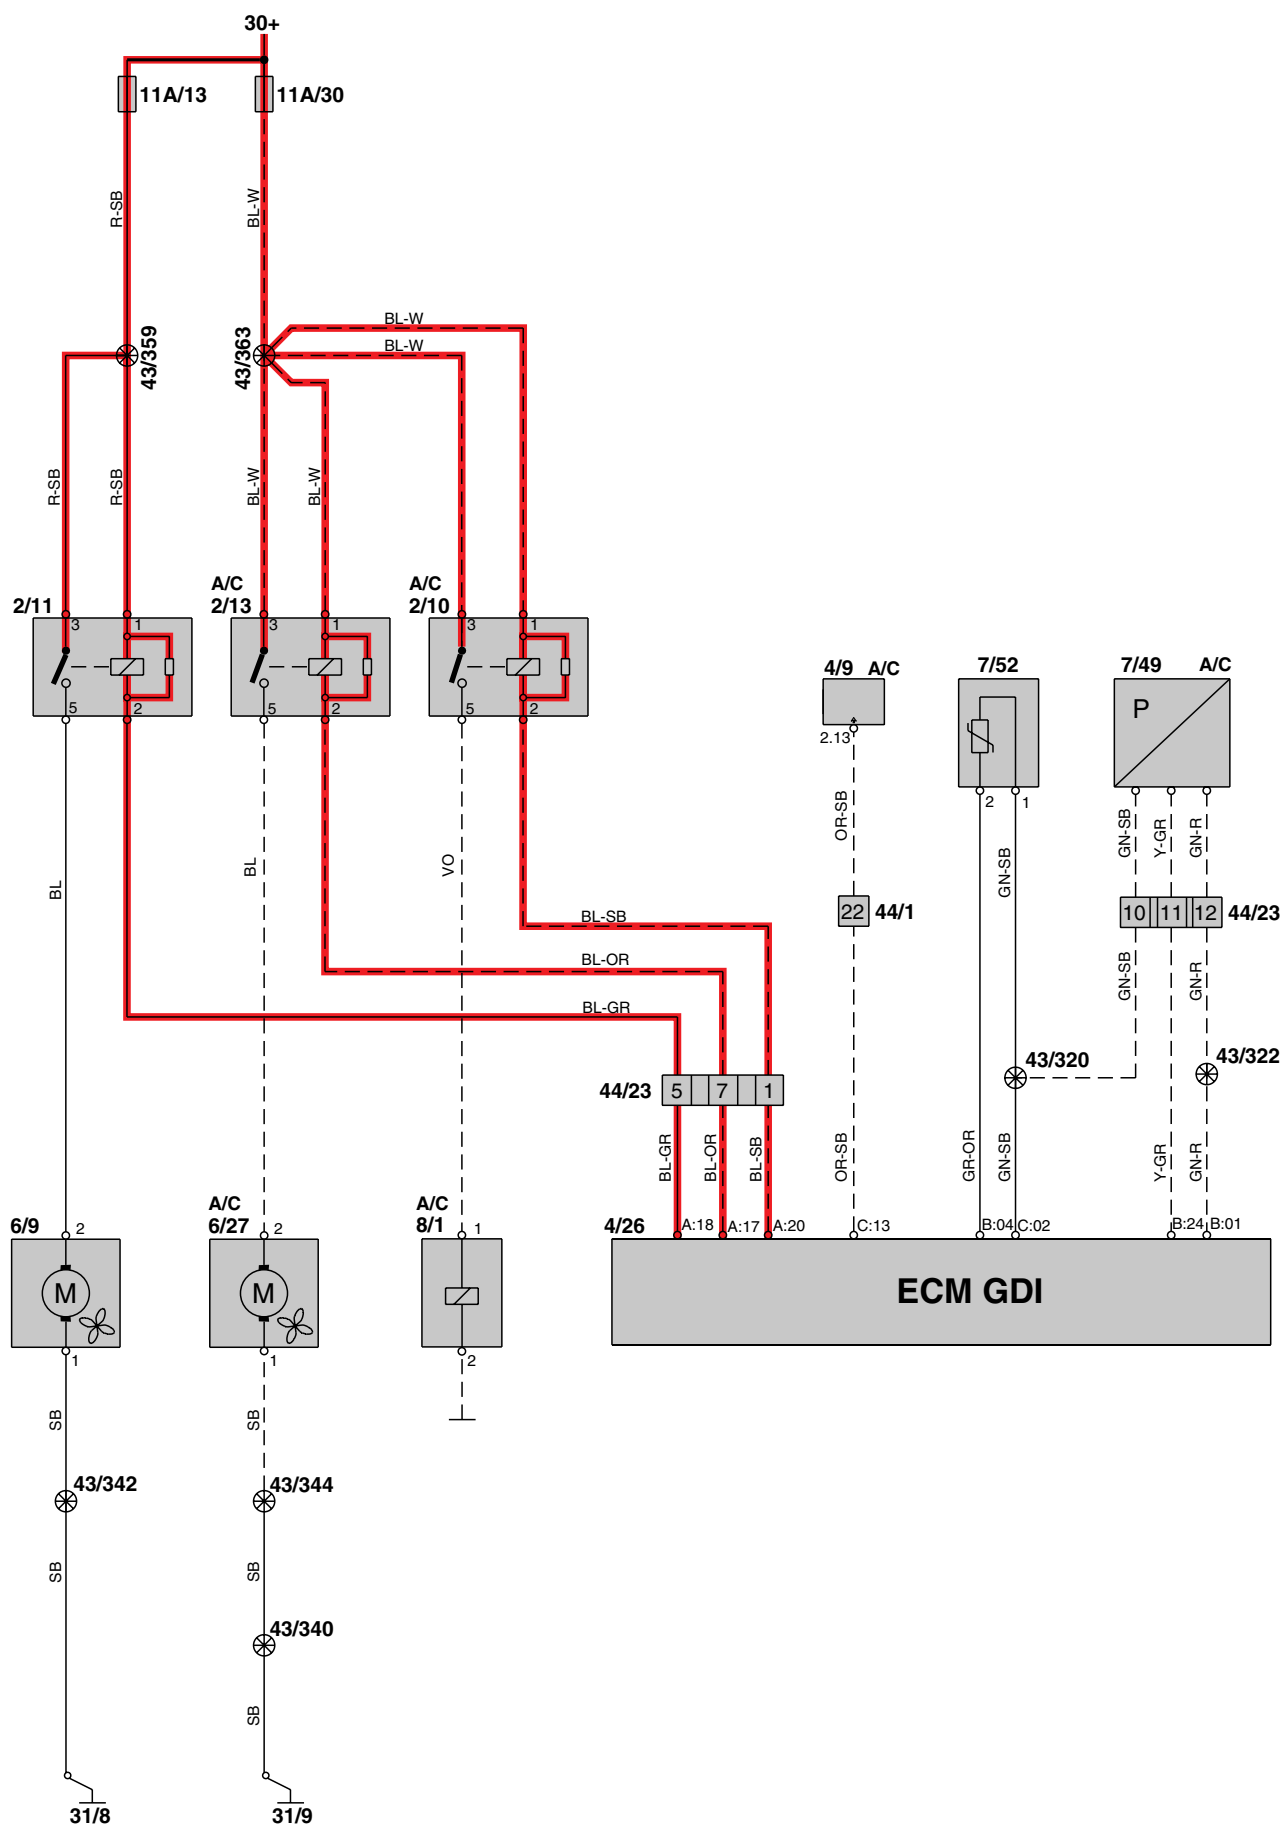 30+
11A/13
11A/30
R-SB
BL-W
43/359
43/363
BL-W
BL-W
R-SB
R-SB
BL-W
BL-W
2/11
A/C
2/13
A/C
2/10
3
1
3
1
3
1
5
2
5
2
5
2
4/9 A/C
7/52
7/49 A/C
P
2.13
2
1
OR-SB
GN-SB
GN-SB
Y-GR
GN-R
BL
BL
VO
22
44/1
10
11
12
44/23
BL-SB
BL-OR
BL-GR
GN-SB
GN-R
43/320
43/322
44/23
5
7
1
BL-GR
BL-OR
BL-SB
OR-SB
GR-OR
GN-SB
Y-GR
GN-R
6/9
2
A/C
6/27
2
A/C
8/1
1
4/26
A:18
A:17
A:20
C:13
B:04
C:02
B:24
B:01
M
M
ECM GDI
1
1
2
SB
SB
43/342
43/344
SB
SB
43/340
SB
31/8
31/9